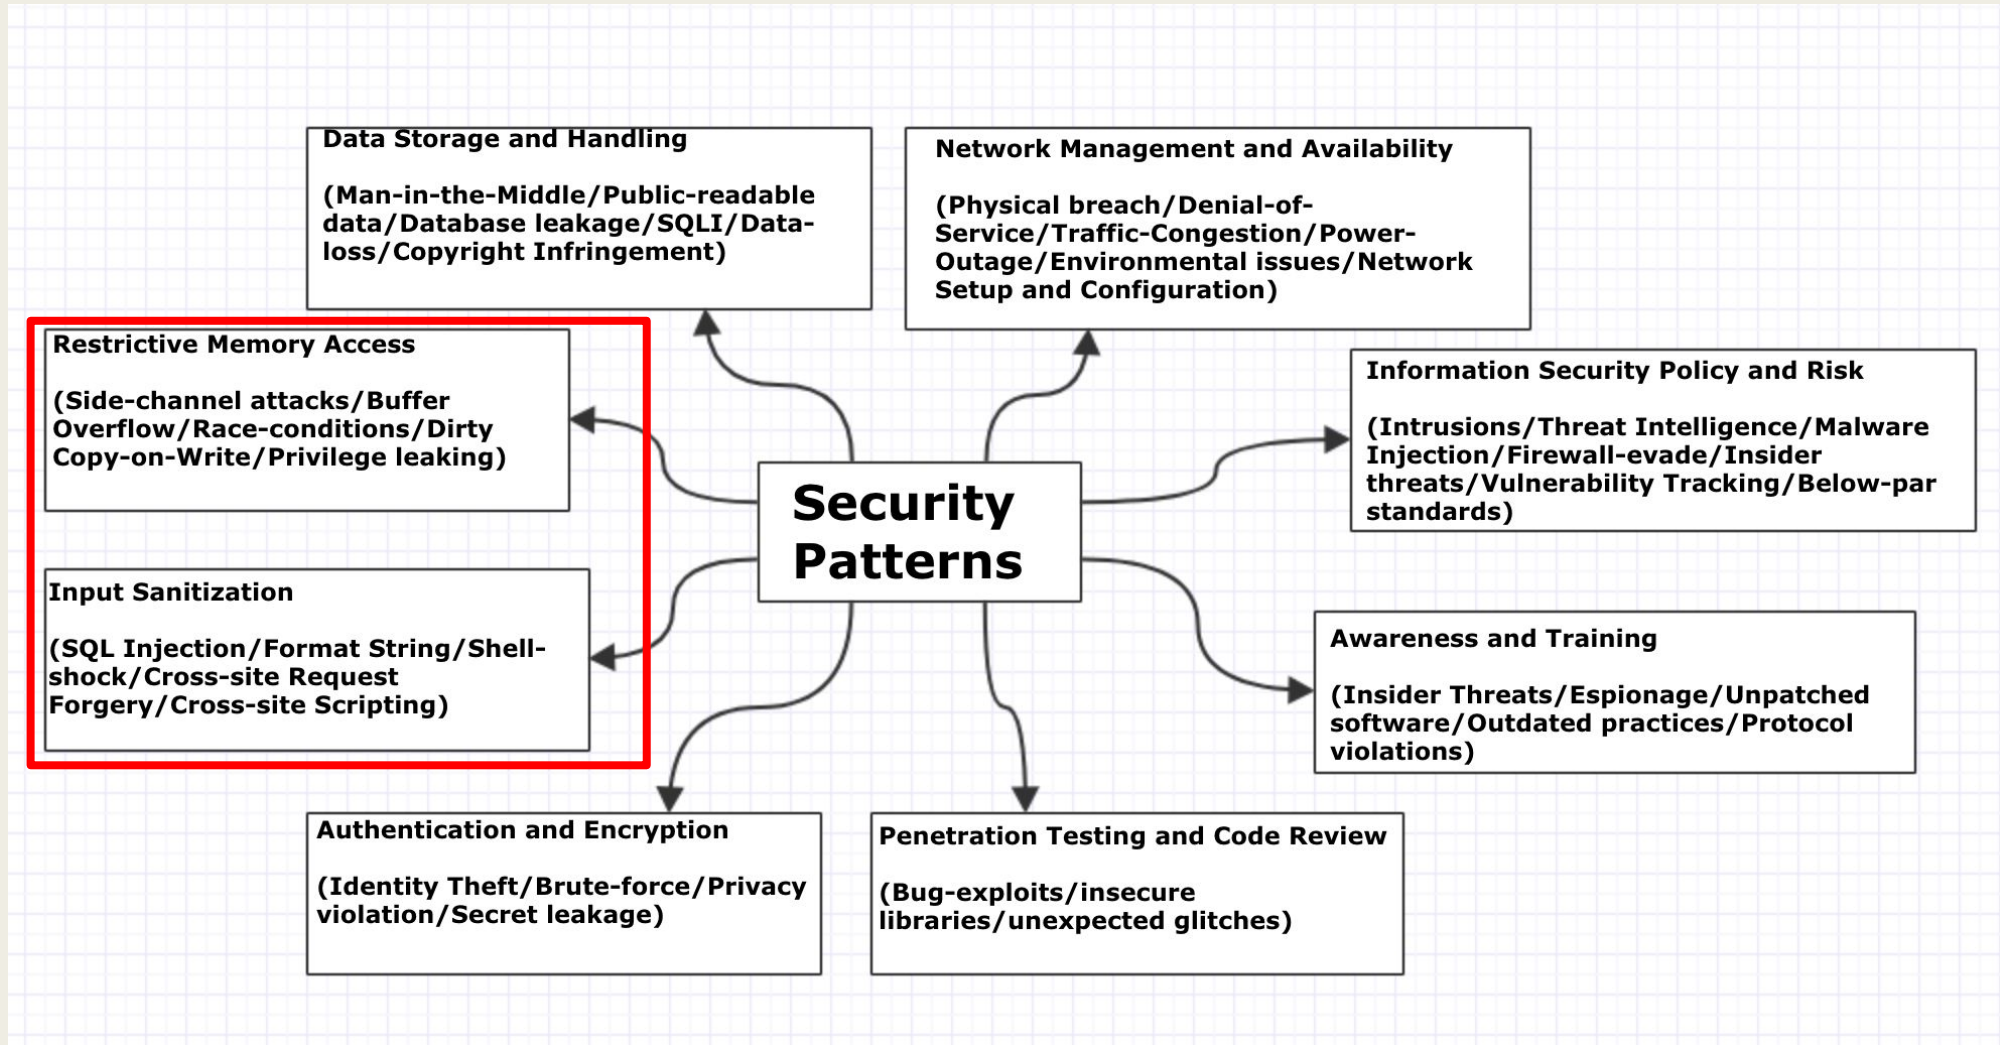 Data Storage and Handling
(Man-in-the-Middle/Public-readable
data/Database leakage/SQLI/Data-
loss/Copyright Infringement)
Network Management and Availability
(Physical breach/Denial-of-
Service/Traffic-Congestion/Power-
Outage/Environmental issues/Network
Setup and Configuration)
Restrictive Memory Access
(Side-channel attacks/Buffer
Overflow/Race-conditions/Dirty
Copy-on-Write/Privilege leaking)
Information Security Policy and Risk
(Intrusions/Threat Intelligence/Malware
Injection/Firewall-evade/Insider
threats/Vulnerability Tracking/Below-par
standards)
Security
Patterns
Input Sanitization
(SQL Injection/Format String/Shell-
shock/Cross-site Request
Forgery/Cross-site Scripting)
Awareness and Training
(Insider Threats/Espionage/Unpatched
software/Outdated practices/Protocol
violations)
Authentication and Encryption
(Identity Theft/Brute-force/Privacy
violation/Secret leakage)
Penetration Testing and Code Review
(Bug-exploits/insecure
libraries/unexpected glitches)